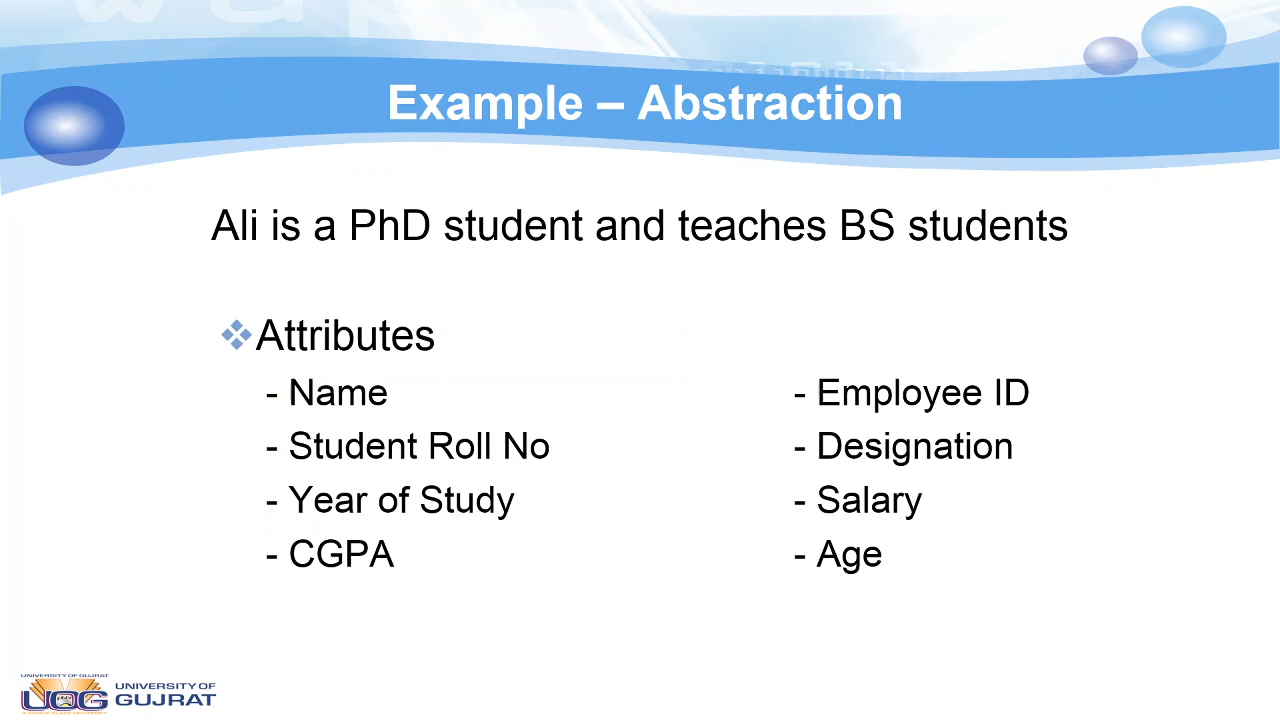 Example – Abstraction
Ali is a PhD student and teaches BS students
Attributes
- Name
- Student Roll No
- Year of Study
- CGPA
- Employee ID
- Designation
- Salary
- Age
UNIVERSITY OF GUJRAT
UOG
UNIVERSITY OF
GUJRAT